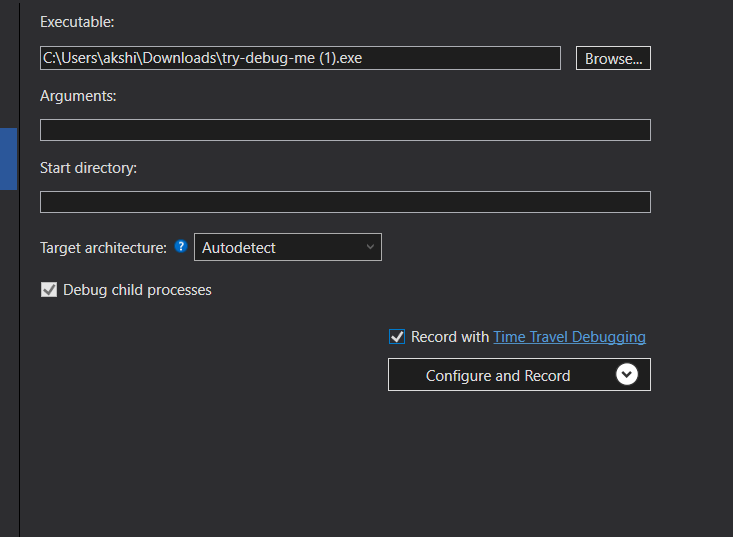 Executable:
C:\Users\akshi\Downloads\try-debug-me (1).exe
Browse...
Arguments:
Start directory:
Target architecture: ? Autodetect
Debug child processes
Record with Time Travel Debugging
Configure and Record